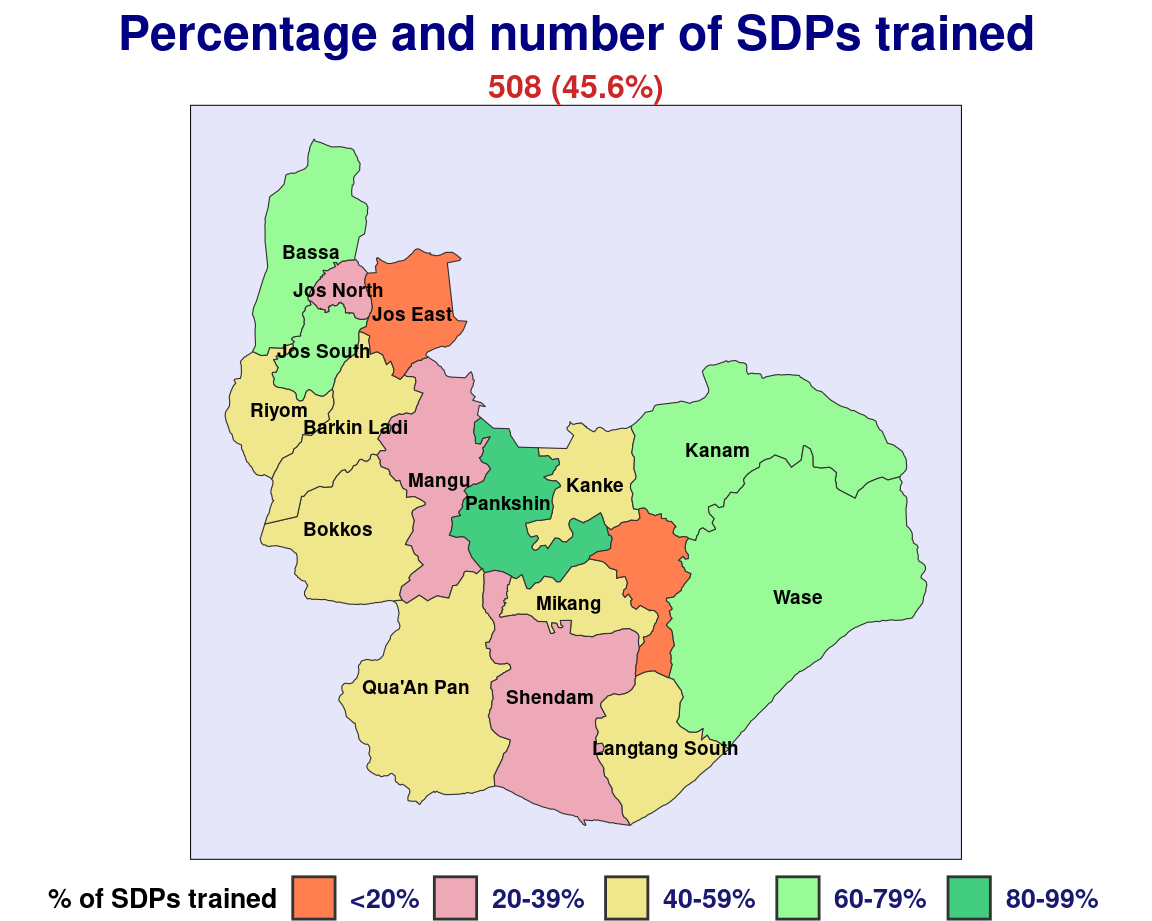 Percentage and number of SDPs trained
508 (45.6%)
Bassa
Jos North
Jos East
Jos South
Riyom
Barkin Ladi
Kanam
Mangu
Kanke
Pankshin
Bokkos
Wase
Mikang
Qua'An Pan
Shendam
Langtang South
% of SDPs trained <20% 20-39% 40-59% 60-79% 80-99%